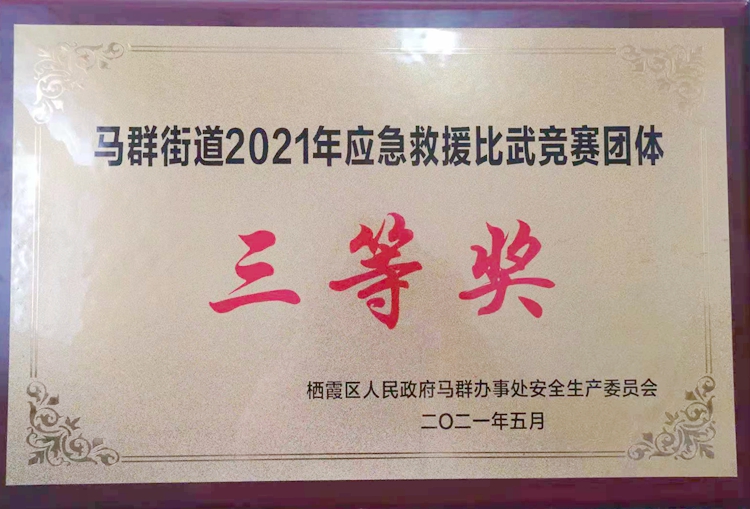 马群街道2021年应急救援比武竞赛团体
三等奖
栖霞区人民政府马群办事处安全生产委员会
二〇二一年五月